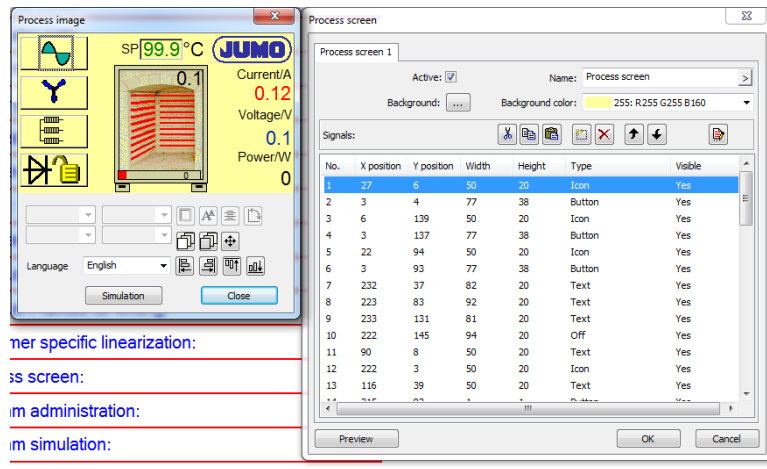 Process image
SP 99.9 °C JUMO
0.1
Current/A
0.12
Voltage/V
0.1
Power/W
0
0
Language English
Simulation Close
mer specific linearization:
ss screen:
m administration:
m simulation:
Process screen
Process screen 1
Active: Name: Process screen >
Background: ... Background color: 255: R255 G255 B160
Signals:
No. X position Y position Width Height Type Visible
1 27 6 50 20 Icon Yes
2 3 4 77 38 Button Yes
3 6 139 50 20 Icon Yes
4 3 137 77 38 Button Yes
5 22 94 50 20 Icon Yes
6 3 93 77 38 Button Yes
7 232 37 82 20 Text Yes
8 223 83 92 20 Text Yes
9 233 131 81 20 Text Yes
10 222 145 94 20 Off Yes
11 90 8 50 20 Text Yes
12 222 3 50 20 Icon Yes
13 116 39 50 20 Text Yes
Preview OK Cancel